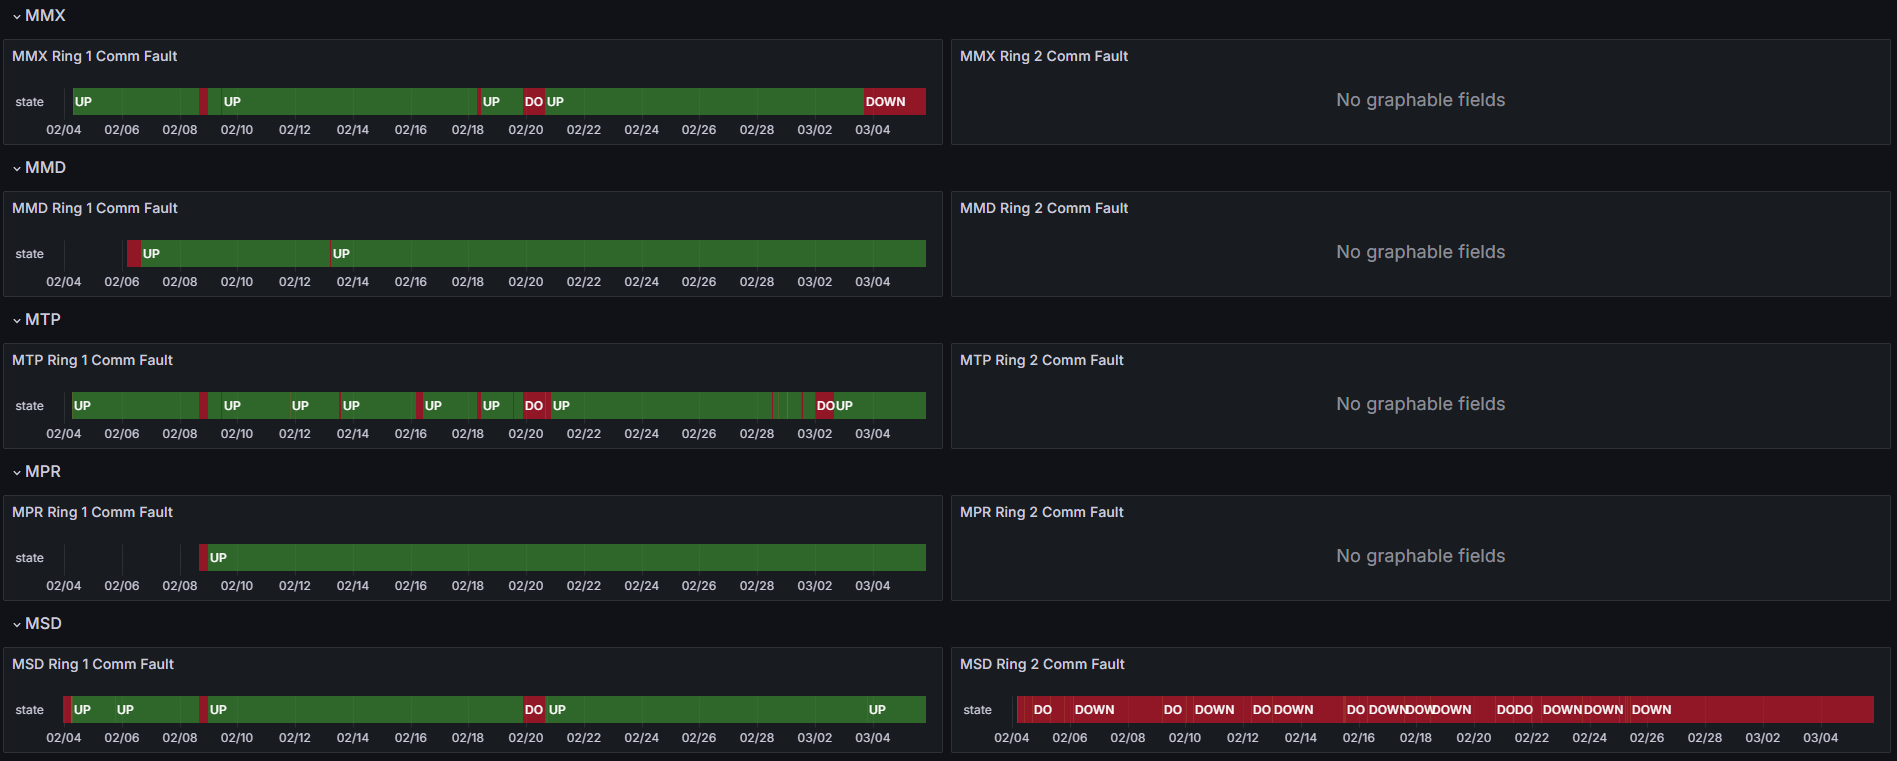 MMX
MMX Ring 1 Comm Fault
state
UP UP UP DO UP DOWN
02/04 02/06 02/08 02/10 02/12 02/14 02/16 02/18 02/20 02/22 02/24 02/26 02/28 03/02 03/04
MMX Ring 2 Comm Fault
No graphable fields
MMD
MMD Ring 1 Comm Fault
state
UP UP
02/04 02/06 02/08 02/10 02/12 02/14 02/16 02/18 02/20 02/22 02/24 02/26 02/28 03/02 03/04
MMD Ring 2 Comm Fault
No graphable fields
MTP
MTP Ring 1 Comm Fault
state
UP UP UP UP UP UP DO UP DO UP
02/04 02/06 02/08 02/10 02/12 02/14 02/16 02/18 02/20 02/22 02/24 02/26 02/28 03/02 03/04
MTP Ring 2 Comm Fault
No graphable fields
MPR
MPR Ring 1 Comm Fault
state
UP
02/04 02/06 02/08 02/10 02/12 02/14 02/16 02/18 02/20 02/22 02/24 02/26 02/28 03/02 03/04
MPR Ring 2 Comm Fault
No graphable fields
MSD
MSD Ring 1 Comm Fault
state
UP UP UP DO UP UP
02/04 02/06 02/08 02/10 02/12 02/14 02/16 02/18 02/20 02/22 02/24 02/26 02/28 03/02 03/04
MSD Ring 2 Comm Fault
state
DO DOWN DO DOWN DO DOWN DO DOWN DOWN DOWN DO DO DOWN DOWN DOWN
02/04 02/06 02/08 02/10 02/12 02/14 02/16 02/18 02/20 02/22 02/24 02/26 02/28 03/02 03/04